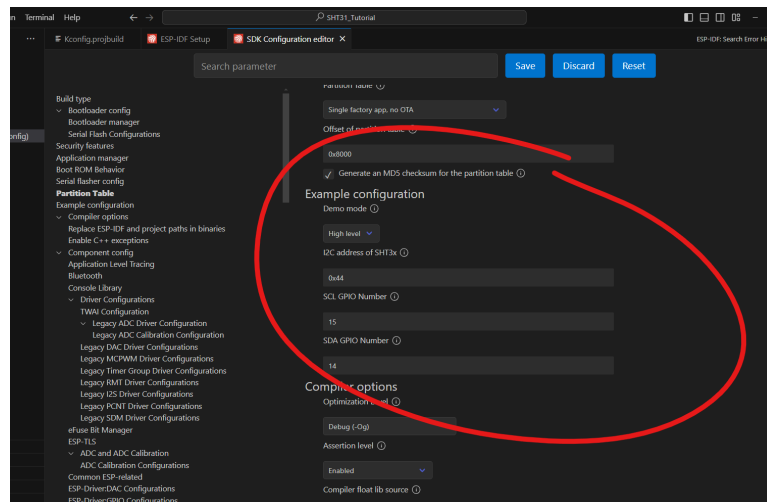 Terminal Help
SHT31_Tutorial
Kconfig.projbuild ESP-IDF Setup SDK Configuration editor
ESP-IDF: Search Error
Search parameter
Save Discard Reset
Build type
Bootloader config
Bootloader manager
Serial Flash Configurations
Security features
Application manager
Boot ROM Behavior
Serial flasher config
Partition Table
Example configuration
Compiler options
Replace ESP-IDF and project paths in binaries
Enable C++ exceptions
Component config
Application Level Tracing
Bluetooth
Console Library
Driver Configurations
TWAI Configuration
Legacy ADC Driver Configuration
Legacy ADC Calibration Configuration
Legacy DAC Driver Configurations
Legacy MCPWM Driver Configurations
Legacy Timer Group Driver Configurations
Legacy RMT Driver Configurations
Legacy I2S Driver Configurations
Legacy PCNT Driver Configurations
Legacy SDM Driver Configurations
eFuse Bit Manager
ESP-TLS
ADC and ADC Calibration
ADC Calibration Configurations
Common ESP-related
ESP-Driver:DAC Configurations
ESP-Driver:GPIO Configurations
Partition Table
Single factory app, no OTA
Offset of partition table
0x8000
Generate an MD5 checksum for the partition table
Example configuration
Demo mode
High level
I2C address of SHT3x
0x44
SCL GPIO Number
15
SDA GPIO Number
14
Compiler options
Optimization Level
Debug (-Og)
Assertion level
Enabled
Compiler float lib source